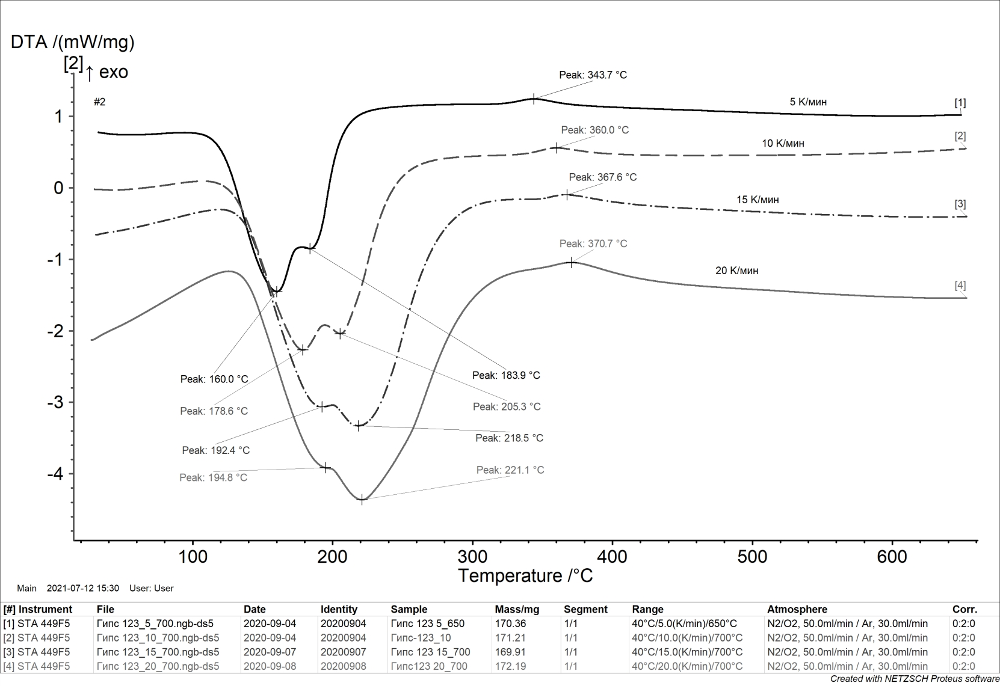 DTA /(mW/mg)
[2] ↑ exo
Peak: 343.7 °C
#2
5 K/мин
[1]
1
Peak: 360.0 °C
[2]
10 K/мин
Peak: 367.6 °C
0
15 K/мин
[3]
Peak: 370.7 °C
-1
20 K/мин
[4]
-2
Peak: 160.0 °C
Peak: 183.9 °C
-3
Peak: 178.6 °C
Peak: 205.3 °C
Peak: 218.5 °C
Peak: 192.4 °C
Peak: 221.1 °C
-4
Peak: 194.8 °C
100 200 300 400 500 600
Temperature /°C
Main 2021-07-12 15:30 User: User
[#] Instrument File Date Identity Sample Mass/mg Segment Range Atmosphere Corr.
[1] STA 449F5 Гипс 123_5_700.ngb-ds5 2020-09-04 20200904 Гипс 123 5_650 170.36 1/1 40°C/5.0(K/min)/650°C N2/O2, 50.0ml/min / Ar, 30.0ml/min 0:2:0
[2] STA 449F5 Гипс 123_10_700.ngb-ds5 2020-09-04 20200904 Гипс-123_10 171.21 1/1 40°C/10.0(K/min)/700°C N2/O2, 50.0ml/min / Ar, 30.0ml/min 0:2:0
[3] STA 449F5 Гипс 123_15_700.ngb-ds5 2020-09-07 20200907 Гипс 123 15_700 169.91 1/1 40°C/15.0(K/min)/700°C N2/O2, 50.0ml/min / Ar, 30.0ml/min 0:2:0
[4] STA 449F5 Гипс 123_20_700.ngb-ds5 2020-09-08 20200908 Гипс123 20_700 172.19 1/1 40°C/20.0(K/min)/700°C N2/O2, 50.0ml/min / Ar, 30.0ml/min 0:2:0
Created with NETZSCH Proteus software